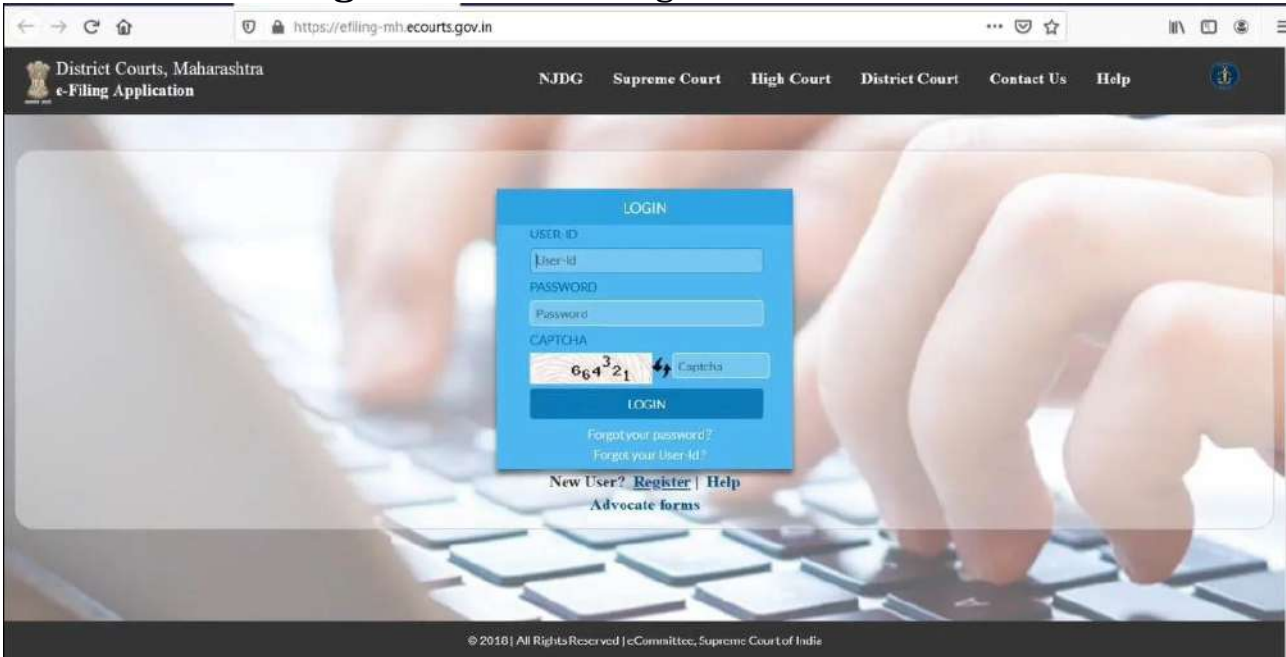 https://efiling-mh.ecourts.gov.in
District Courts, Maharashtra
e-Filing Application
NJDG Supreme Court High Court District Court Contact Us Help
LOGIN
USER-ID
User-Id
PASSWORD
Password
CAPTCHA
664321 Captcha
LOGIN
Forgot your password ?
Forgot your User-Id ?
New User? Register | Help
Advocate forms
© 2018 | All Rights Reserved | eCommittee, Supreme Court of India